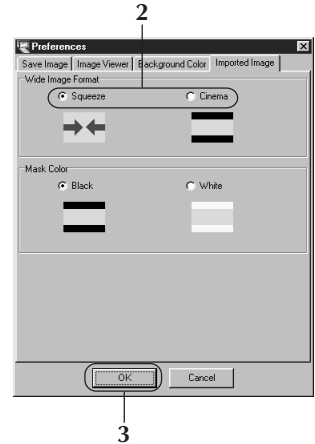 2
Preferences
Save Image Image Viewer Background Color Imported Image
Wide Image Format
Squeeze Cinema
Mask Color
Black White
OK Cancel
3